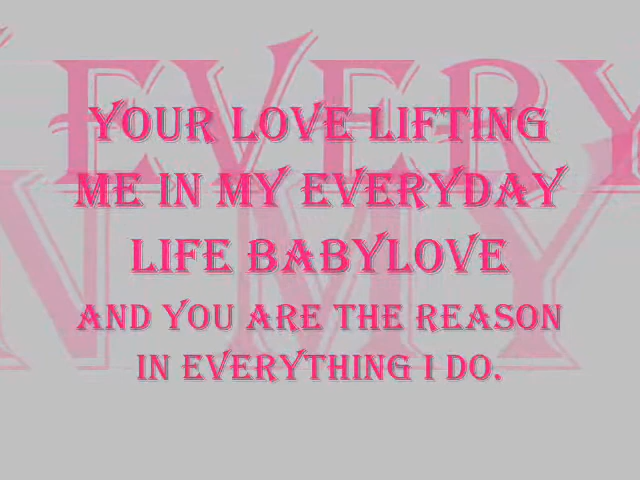 YOUR LOVE LIFTING
ME IN MY EVERYDAY
LIFE BABYLOVE
AND YOU ARE THE REASON
IN EVERYTHING I DO.
EVERY
N MY